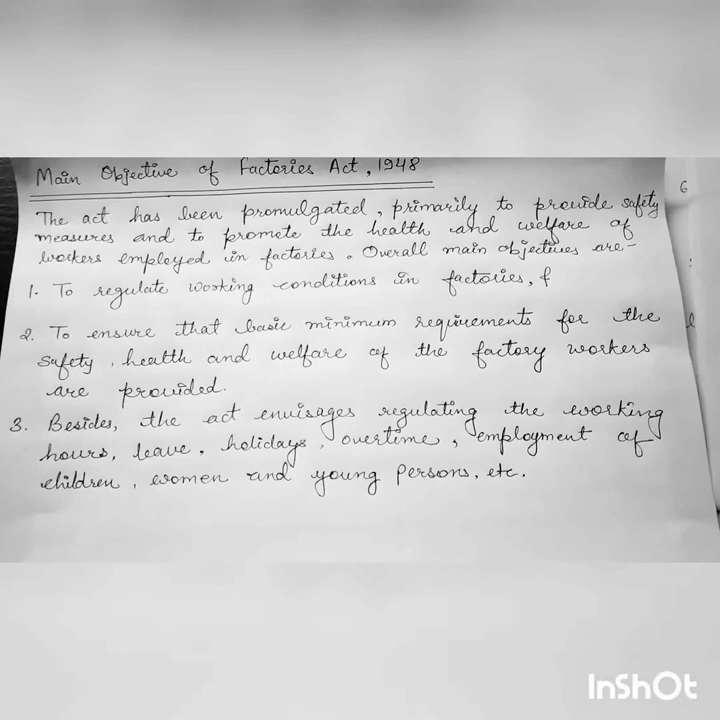 Main Objective of Factories Act, 1948
The act has been promulgated, primarily to provide safety
measures and to promote the health and welfare of
workers employed in factories. Overall main objectives are-
1. To regulate working conditions in factories, &
2. To ensure that basic minimum requirements for the
safety, health and welfare of the factory workers
are provided.
3. Besides, the act envisages regulating the working
hours, leave, holidays, overtime, employment of
children, women and young persons, etc.
InShOt